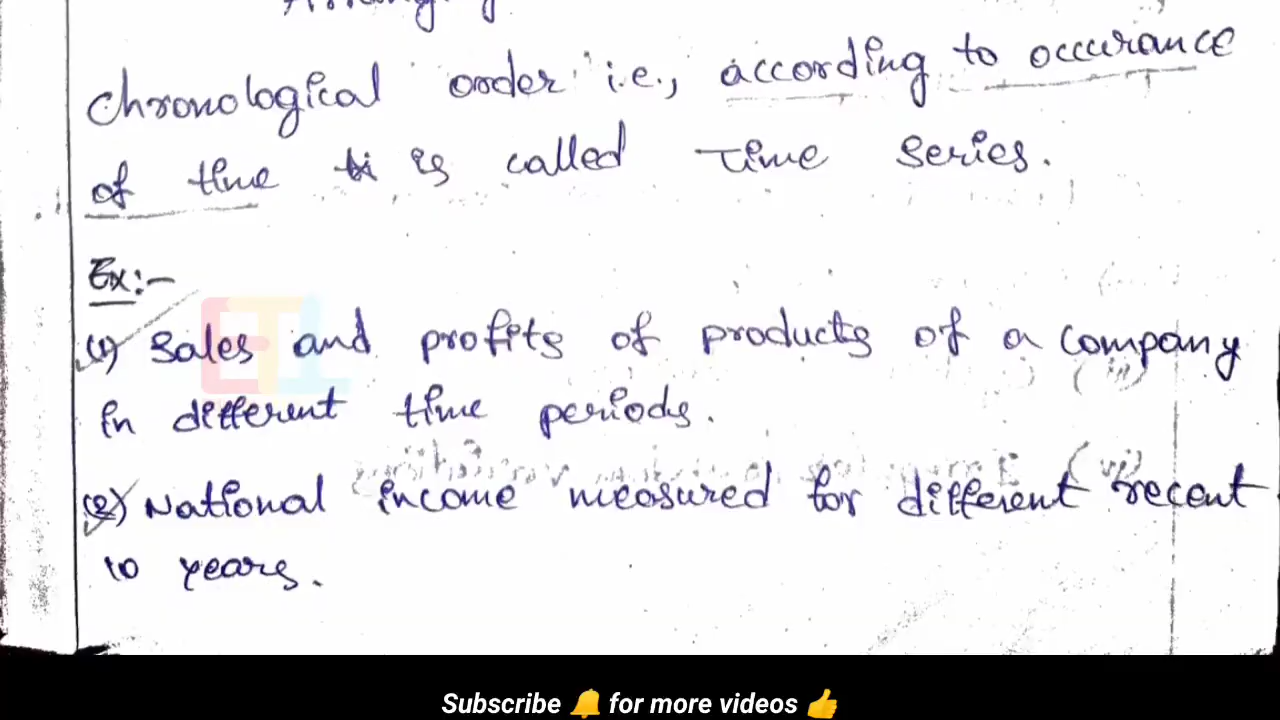 chronological order i.e., according to occurance
of time is called Time series.
Ex:-
(1) Sales and profits of products of a company
in different time periods.
(2) National income measured for different recent
10 years.
Subscribe 🔔 for more videos 👍